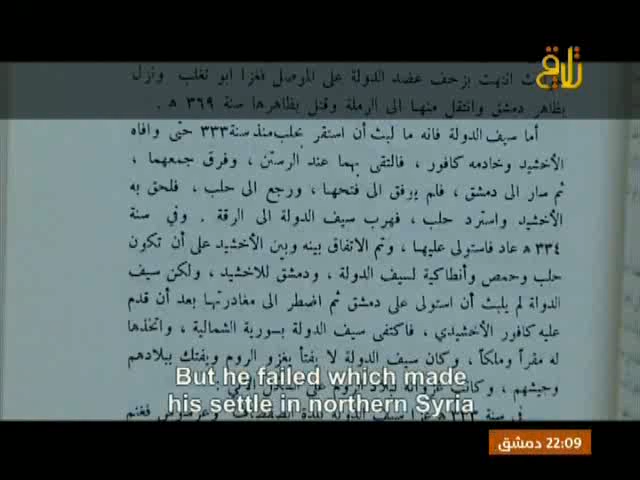 تلاقي
انتهت بزحف عضد الدولة على الموصل ففزا ابو تغلب ونزل
بظاهر دمشق وانتقل منها الى الرملة وقتل بظاهرها سنة ٣٦٩ هـ .
أما سيف الدولة فانه ما لبث أن استقر بحلب منذ سنة ٣٣٣ حتى وافاه
الأخشيد وخادمه كافور ، فالتقى بهما عند الرستن ، وفرق جمعهما ،
ثم سار الى دمشق ، فلم يرفق الى فتحها ، ورجع الى حلب ، فلحق به
الأخشيد واسترد حلب ، فهرب سيف الدولة الى الرقة . وفي سنة
٣٣٤ هـ عاد فاستولى عليها ، وتم الاتفاق بينه وبين الأخشيد على أن تكون
حلب وحمص وأنطاكية لسيف الدولة ، ودمشق للاخشيد ، ولكن سيف
الدولة لم يلبث أن استولى على دمشق ثم اضطر الى مغادرتها بعد أن قدم
عليه كافور الأخشيدي ، فاكتفى سيف الدولة بسورية الشمالية ، واتخذها
له مقراً وملكاً ، وكان سيف الدولة لا يفتأ يغزو الروم ويفتك ببلادهم
وجيشهم ،
But he failed which made
his settle in northern Syria
22:09 دمشق